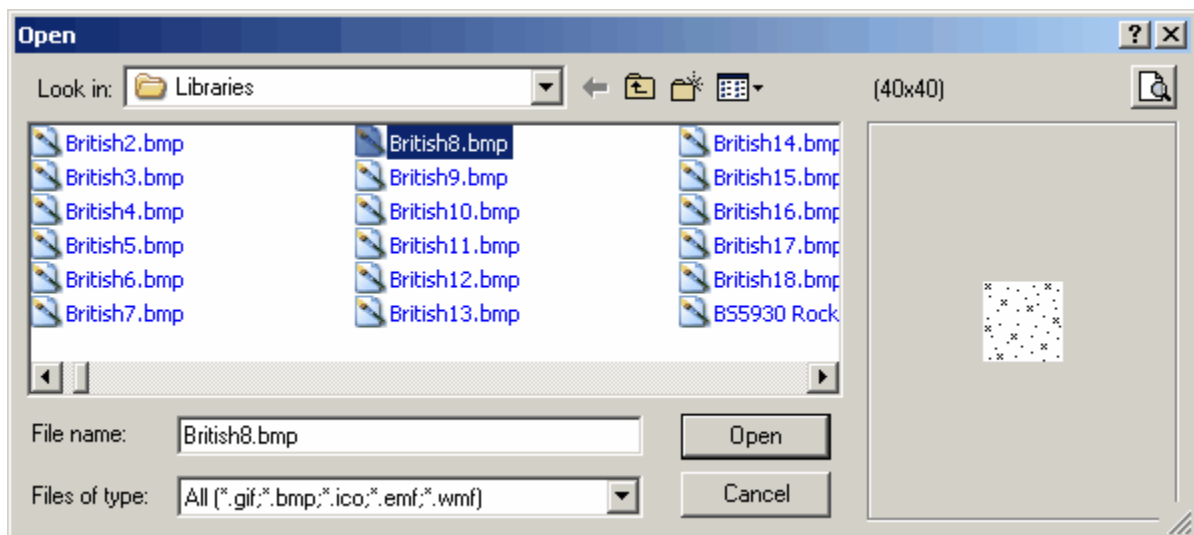 Open
Look in: Libraries (40x40)
British2.bmp British8.bmp British14.bmp
British3.bmp British9.bmp British15.bmp
British4.bmp British10.bmp British16.bmp
British5.bmp British11.bmp British17.bmp
British6.bmp British12.bmp British18.bmp
British7.bmp British13.bmp BS5930 Rock
File name: British8.bmp Open
Files of type: All (*.gif;*.bmp;*.ico;*.emf;*.wmf) Cancel